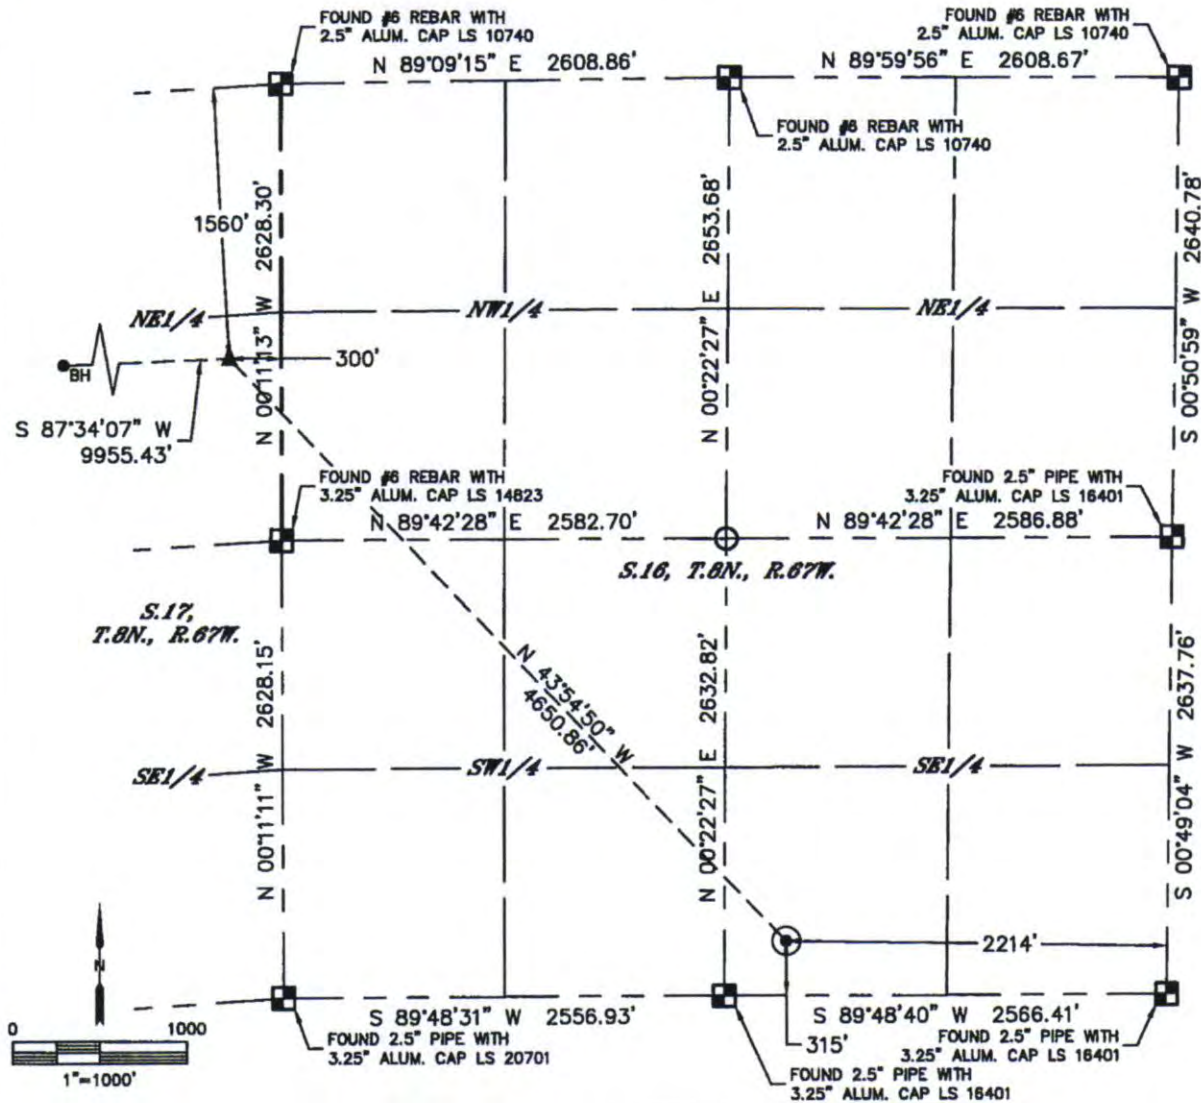 FOUND #6 REBAR WITH
2.5" ALUM. CAP LS 10740
FOUND #6 REBAR WITH
2.5" ALUM. CAP LS 10740
N 89°09'15" E 2608.86'
N 89°59'56" E 2608.67'
FOUND #6 REBAR WITH
2.5" ALUM. CAP LS 10740
1560'
N 00°11'13" W 2628.30'
N 00°22'27" E 2653.68'
S 00°50'59" W 2640.78'
NE1/4
NW1/4
NE1/4
300'
BH
S 87°34'07" W
9955.43'
FOUND #6 REBAR WITH
3.25" ALUM. CAP LS 14823
FOUND 2.5" PIPE WITH
3.25" ALUM. CAP LS 16401
N 89°42'28" E 2582.70'
N 89°42'28" E 2586.88'
S.16, T.8N., R.67W.
S.17,
T.8N., R.67W.
N 00°11'11" W 2628.15'
N 43°54'50" W
4650.86'
N 00°22'27" E 2632.82'
S 00°49'04" W 2637.76'
SE1/4
SW1/4
SE1/4
2214'
N
0 1000
1"=1000'
S 89°48'31" W 2556.93'
S 89°48'40" W 2566.41'
FOUND 2.5" PIPE WITH
3.25" ALUM. CAP LS 20701
315'
FOUND 2.5" PIPE WITH
3.25" ALUM. CAP LS 16401
FOUND 2.5" PIPE WITH
3.25" ALUM. CAP LS 16401